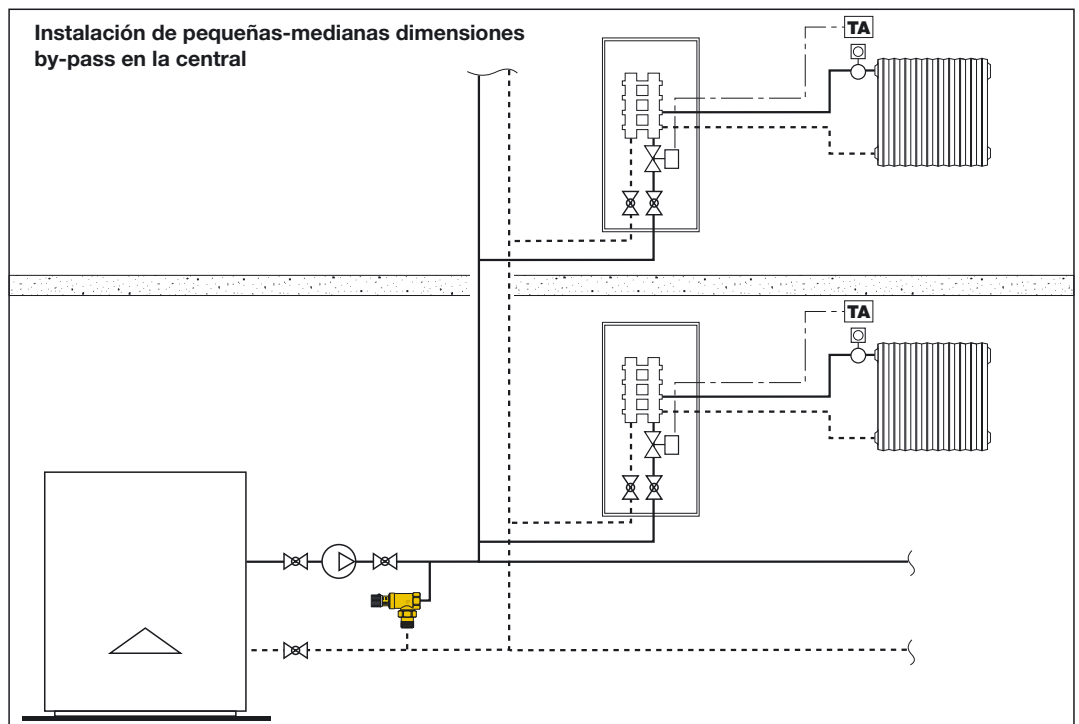 Instalación de pequeñas-medianas dimensiones
by-pass en la central
TA
TA